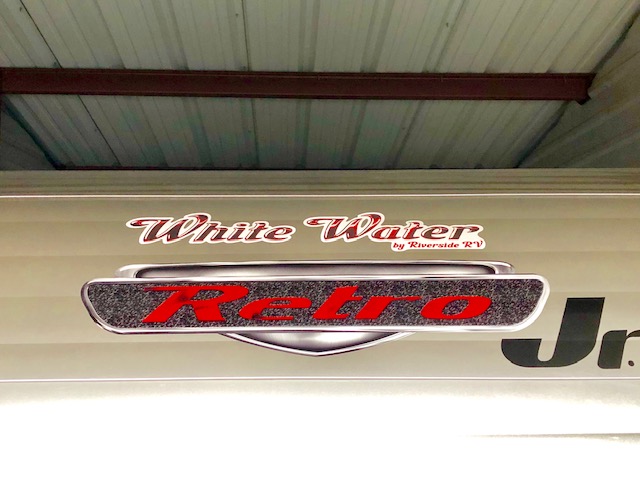 White Water
by Riverside RV
Retro
Jr.